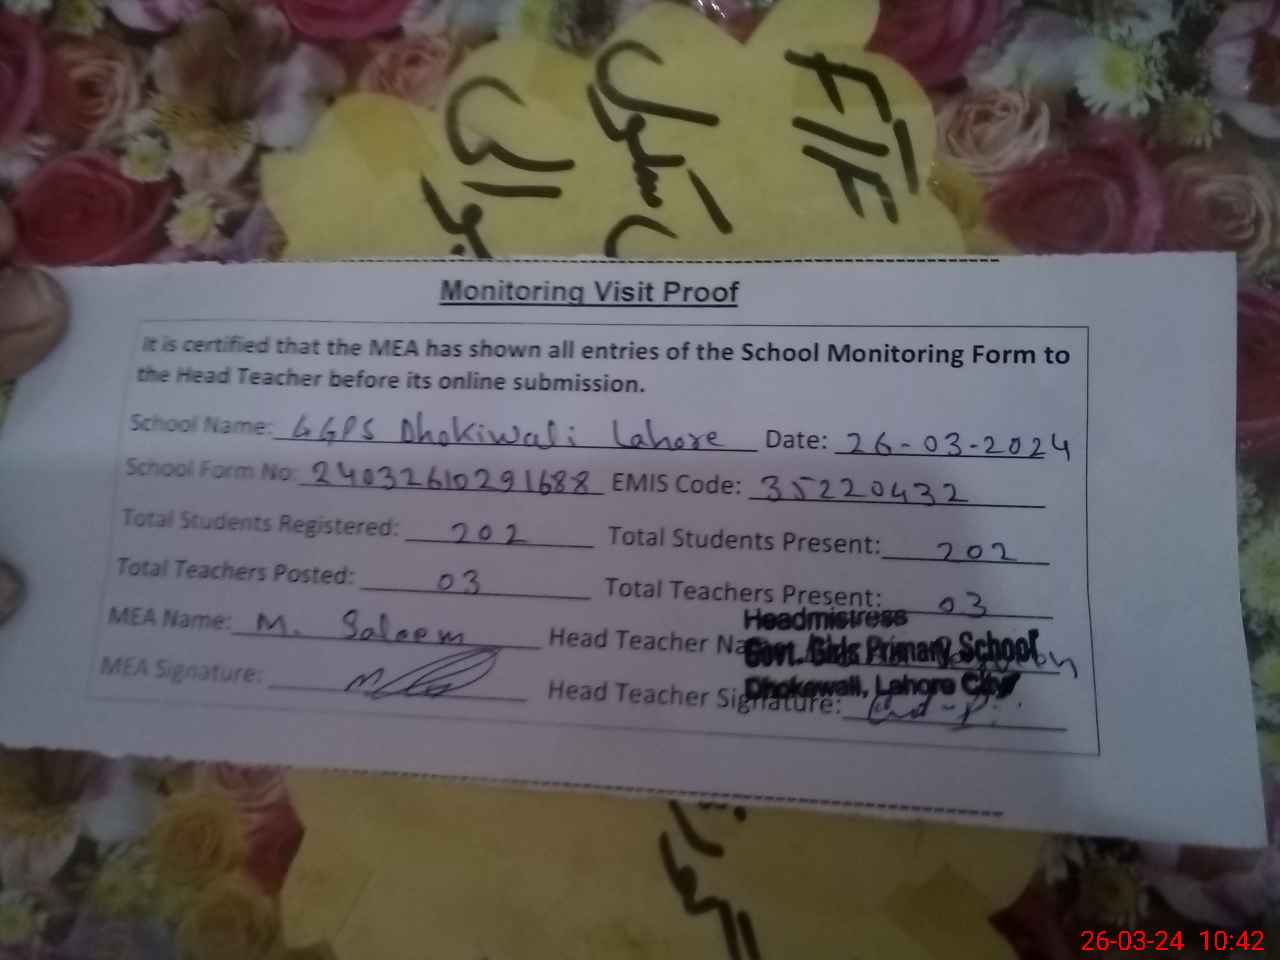 Monitoring Visit Proof
It is certified that the MEA has shown all entries of the School Monitoring Form to
the Head Teacher before its online submission.
School Name: GGPS Dhokiwali Lahore Date: 26-03-2024
School Form No: 24032610291688 EMIS Code: 35220432
Total Students Registered: 202 Total Students Present: 202
Total Teachers Posted: 03 Total Teachers Present: 03
MEA Name: M. Saleem Head Teacher
Headmistress
Govt. Girls Primary School
Dhokewali, Lahore City
MEA Signature: Head Teacher Signature:
26-03-24 10:42